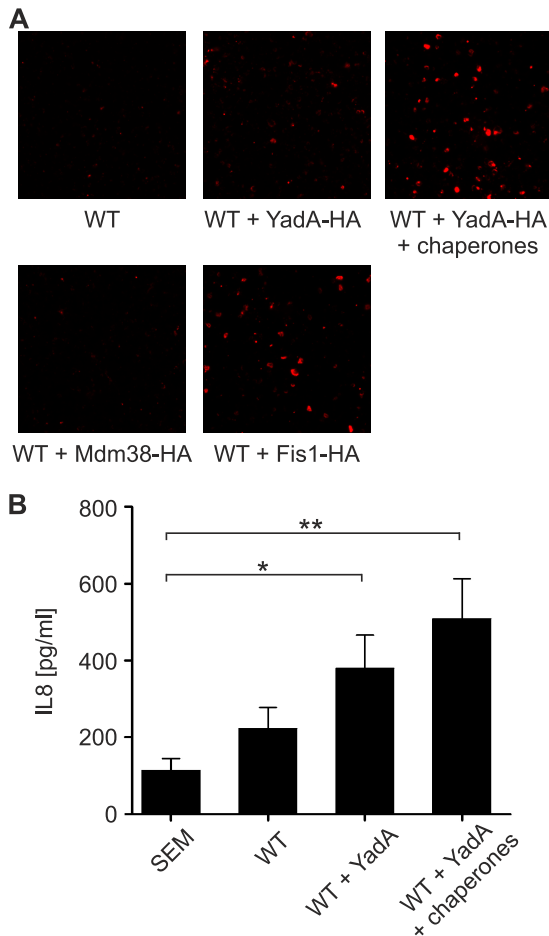 A
WT
WT + YadA-HA
WT + YadA-HA
+ chaperones
WT + Mdm38-HA
WT + Fis1-HA
B
800
600
400
200
0
IL8 [pg/ml]
**
*
SEM
WT
WT + YadA
WT + YadA
+ chaperones